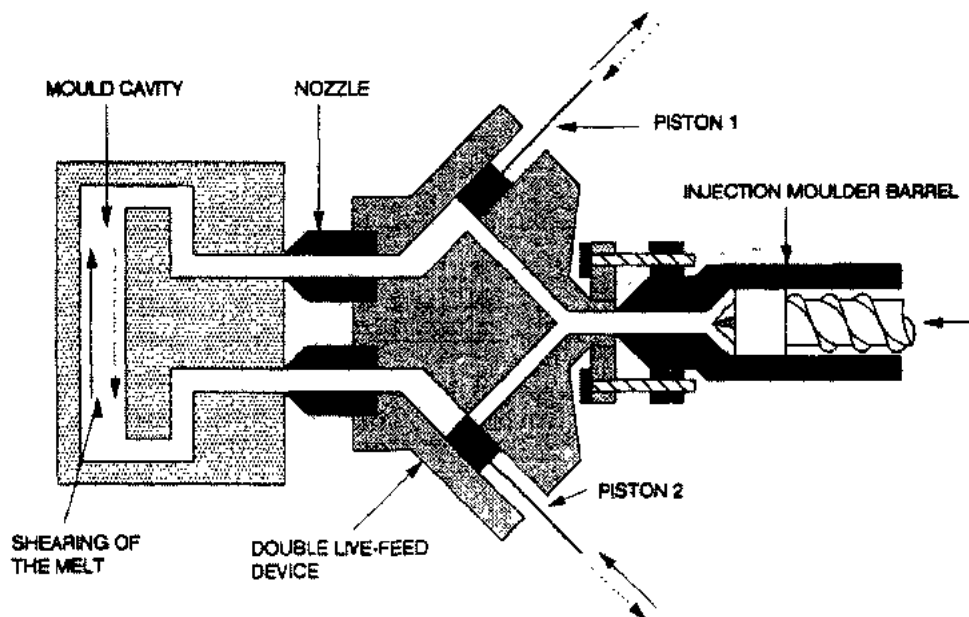 MOULD CAVITY
NOZZLE
PISTON 1
INJECTION MOULDER BARREL
PISTON 2
SHEARING OF
THE MELT
DOUBLE LIVE-FEED
DEVICE